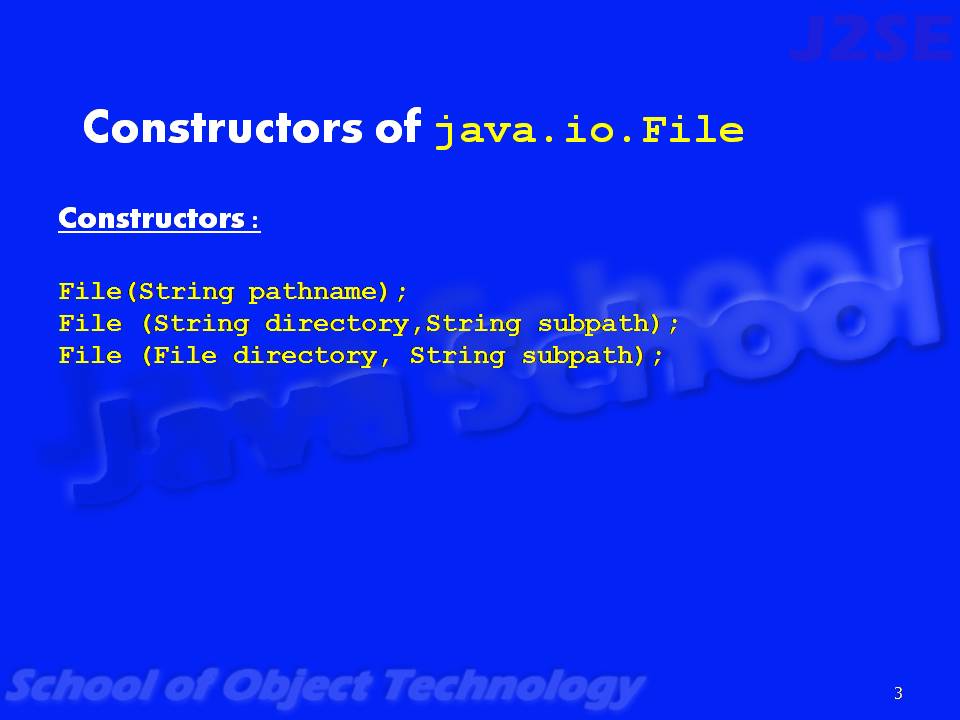 J2SE
Constructors of java.io.File
Constructors :
File(String pathname);
File (String directory,String subpath);
File (File directory, String subpath);
Java School
School of Object Technology
3